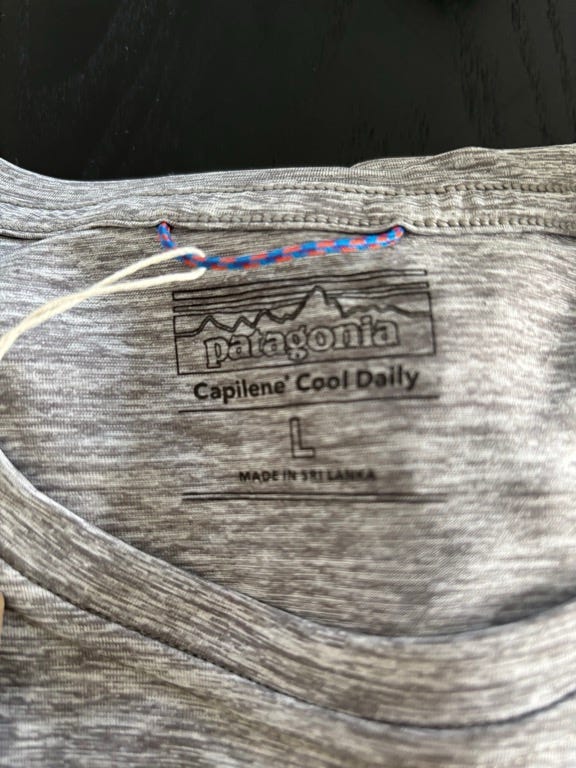 patagonia
Capilene® Cool Daily
L
MADE IN SRI LANKA